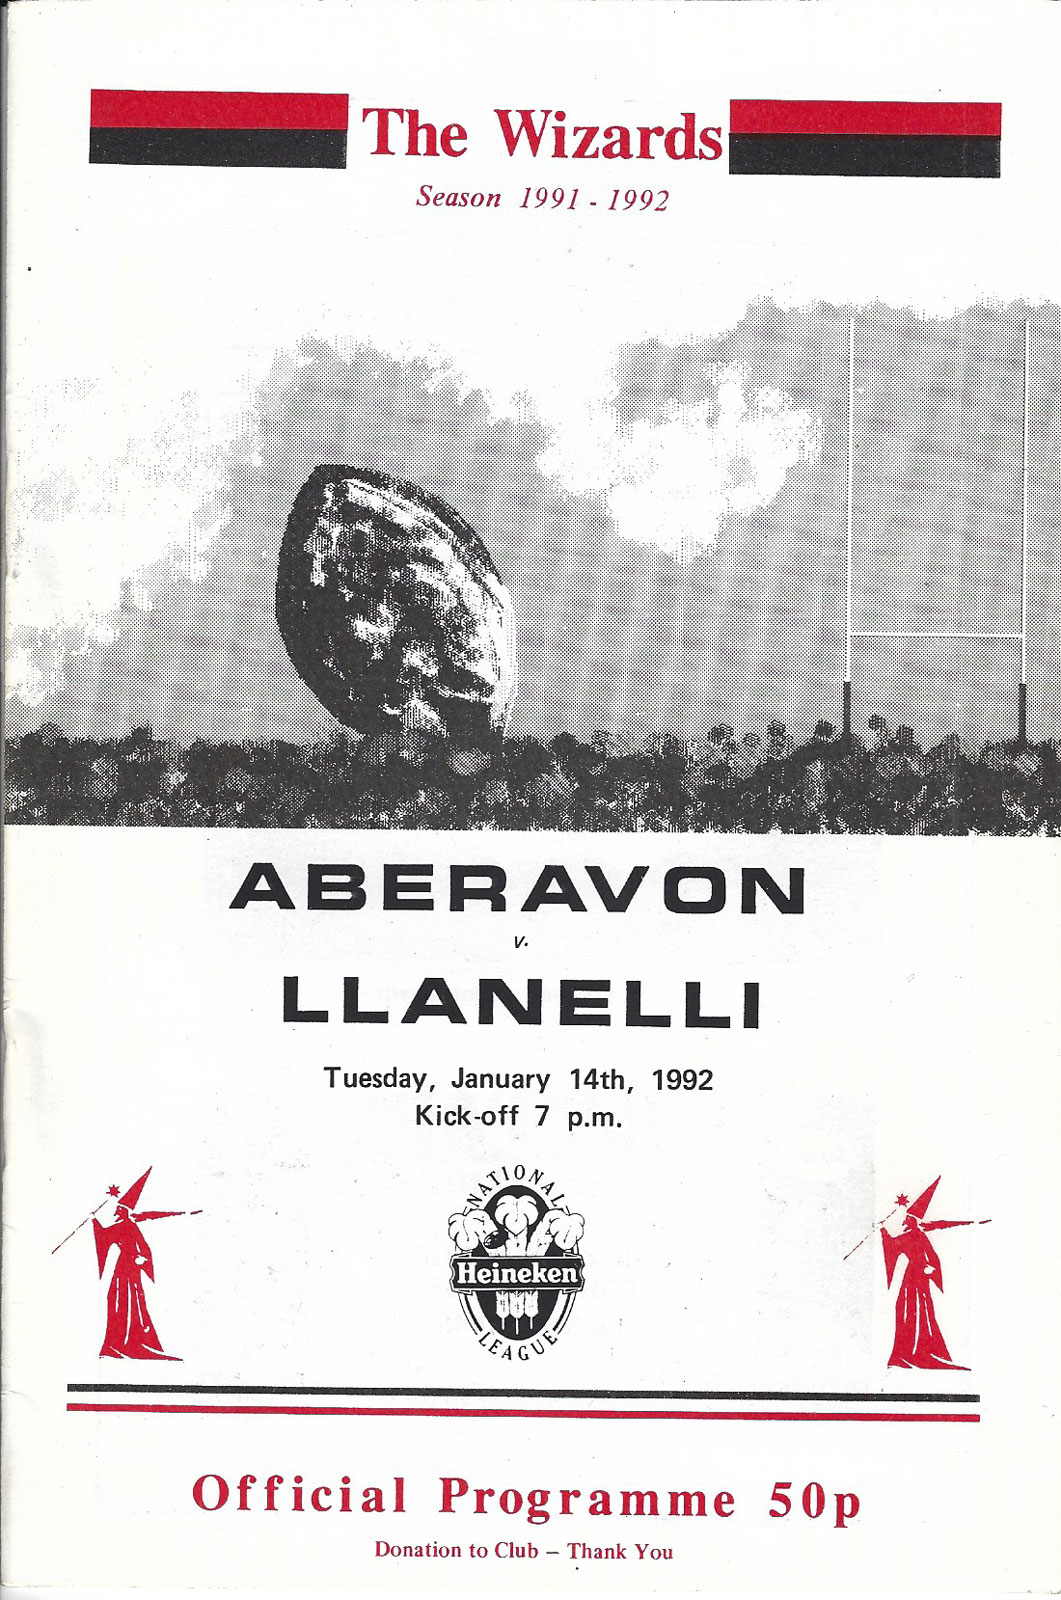 The Wizards
Season 1991 - 1992
ABERAVON
v.
LLANELLI
Tuesday, January 14th, 1992
Kick-off 7 p.m.
NATIONAL
Heineken
LEAGUE
Official Programme 50p
Donation to Club – Thank You